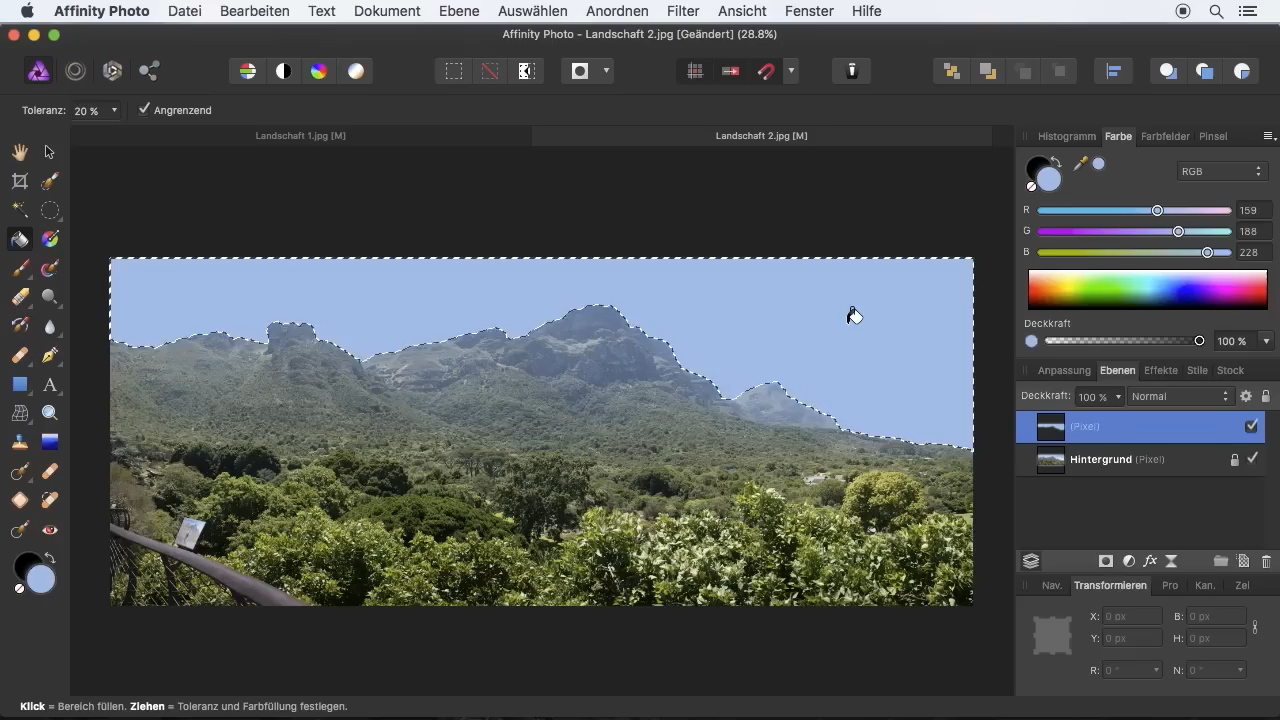 Affinity Photo Datei Bearbeiten Text Dokument Ebene Auswählen Anordnen Filter Ansicht Fenster Hilfe
Affinity Photo - Landschaft 2.jpg [Geändert] (28.8%)
Toleranz: 20 % Angrenzend
Landschaft 1.jpg [M] Landschaft 2.jpg [M]
Histogramm Farbe Farbfelder Pinsel
RGB
R 159
G 188
B 228
Deckkraft
100 %
Anpassung Ebenen Effekte Stile Stock
Deckkraft: 100 % Normal
(Pixel)
Hintergrund (Pixel)
fx
Nav. Transformieren Pro Kan. Zel
X: 0 px B: 0 px
Y: 0 px H: 0 px
R: 0 ° N: 0 °
Klick = Bereich füllen. Ziehen = Toleranz und Farbfüllung festlegen.